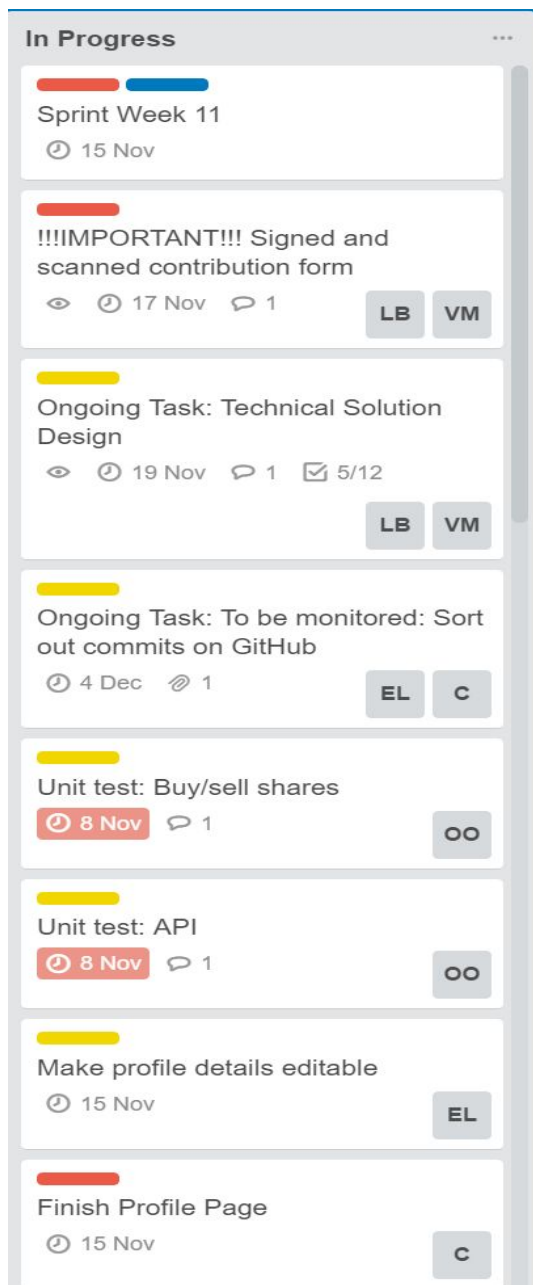 In Progress
Sprint Week 11
15 Nov
!!!IMPORTANT!!! Signed and
scanned contribution form
17 Nov 1
LB VM
Ongoing Task: Technical Solution
Design
19 Nov 1 5/12
LB VM
Ongoing Task: To be monitored: Sort
out commits on GitHub
4 Dec 1
EL C
Unit test: Buy/sell shares
8 Nov 1
OO
Unit test: API
8 Nov 1
OO
Make profile details editable
15 Nov
EL
Finish Profile Page
15 Nov
C